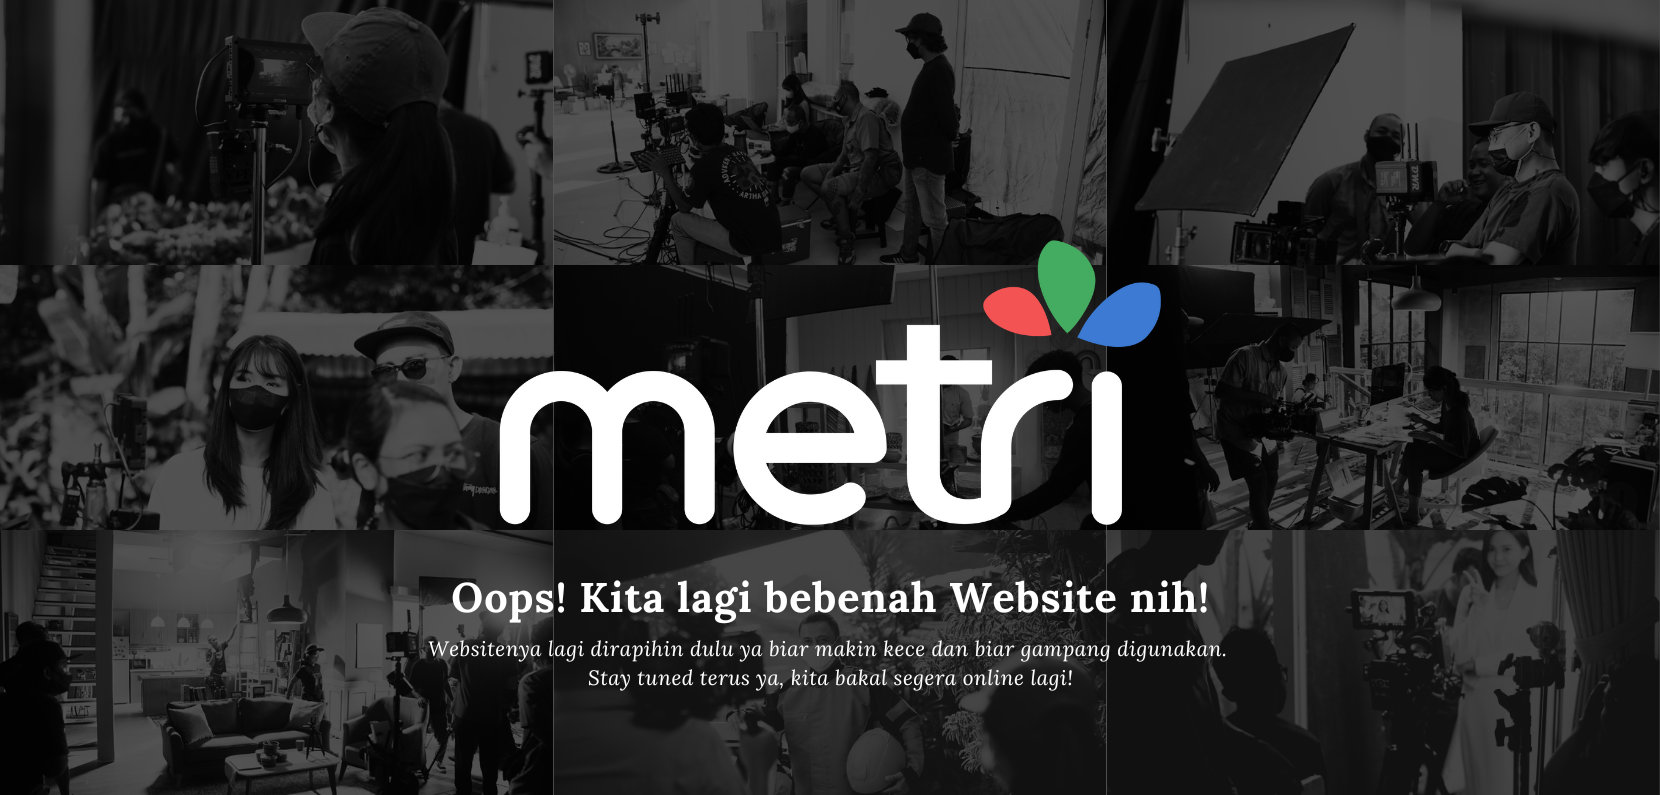 metri
Oops! Kita lagi bebenah Website nih!
Websitenya lagi dirapihin dulu ya biar makin kece dan biar gampang digunakan.
Stay tuned terus ya, kita bakal segera online lagi!